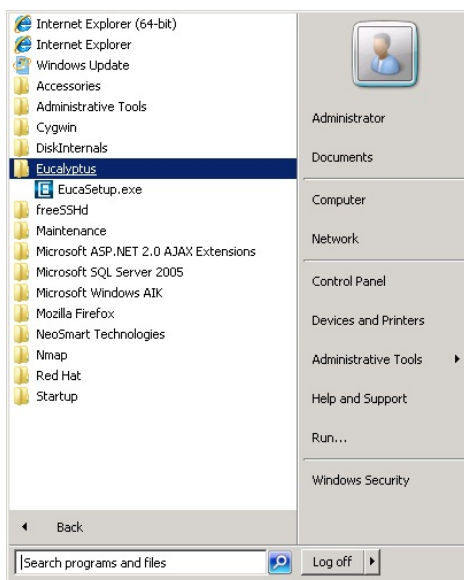 Internet Explorer (64-bit)
Internet Explorer
Windows Update
Accessories
Administrative Tools
Cygwin
DiskInternals
Eucalyptus
EucaSetup.exe
freeSSHd
Maintenance
Microsoft ASP.NET 2.0 AJAX Extensions
Microsoft SQL Server 2005
Microsoft Windows AIK
Mozilla Firefox
NeoSmart Technologies
Nmap
Red Hat
Startup
Back
Search programs and files
Administrator
Documents
Computer
Network
Control Panel
Devices and Printers
Administrative Tools
Help and Support
Run...
Windows Security
Log off